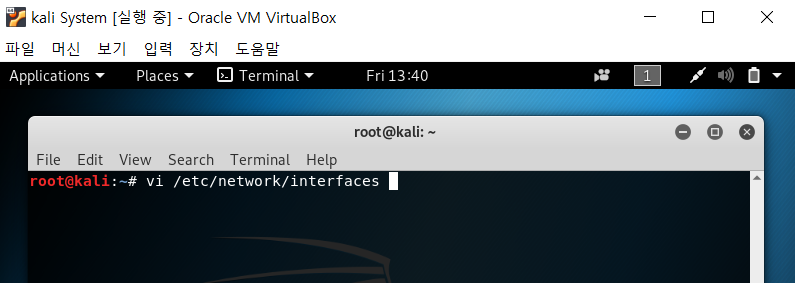 kali System [실행 중] - Oracle VM VirtualBox
파일 머신 보기 입력 장치 도움말
Applications Places Terminal Fri 13:40 1
root@kali: ~
File Edit View Search Terminal Help
root@kali:~# vi /etc/network/interfaces